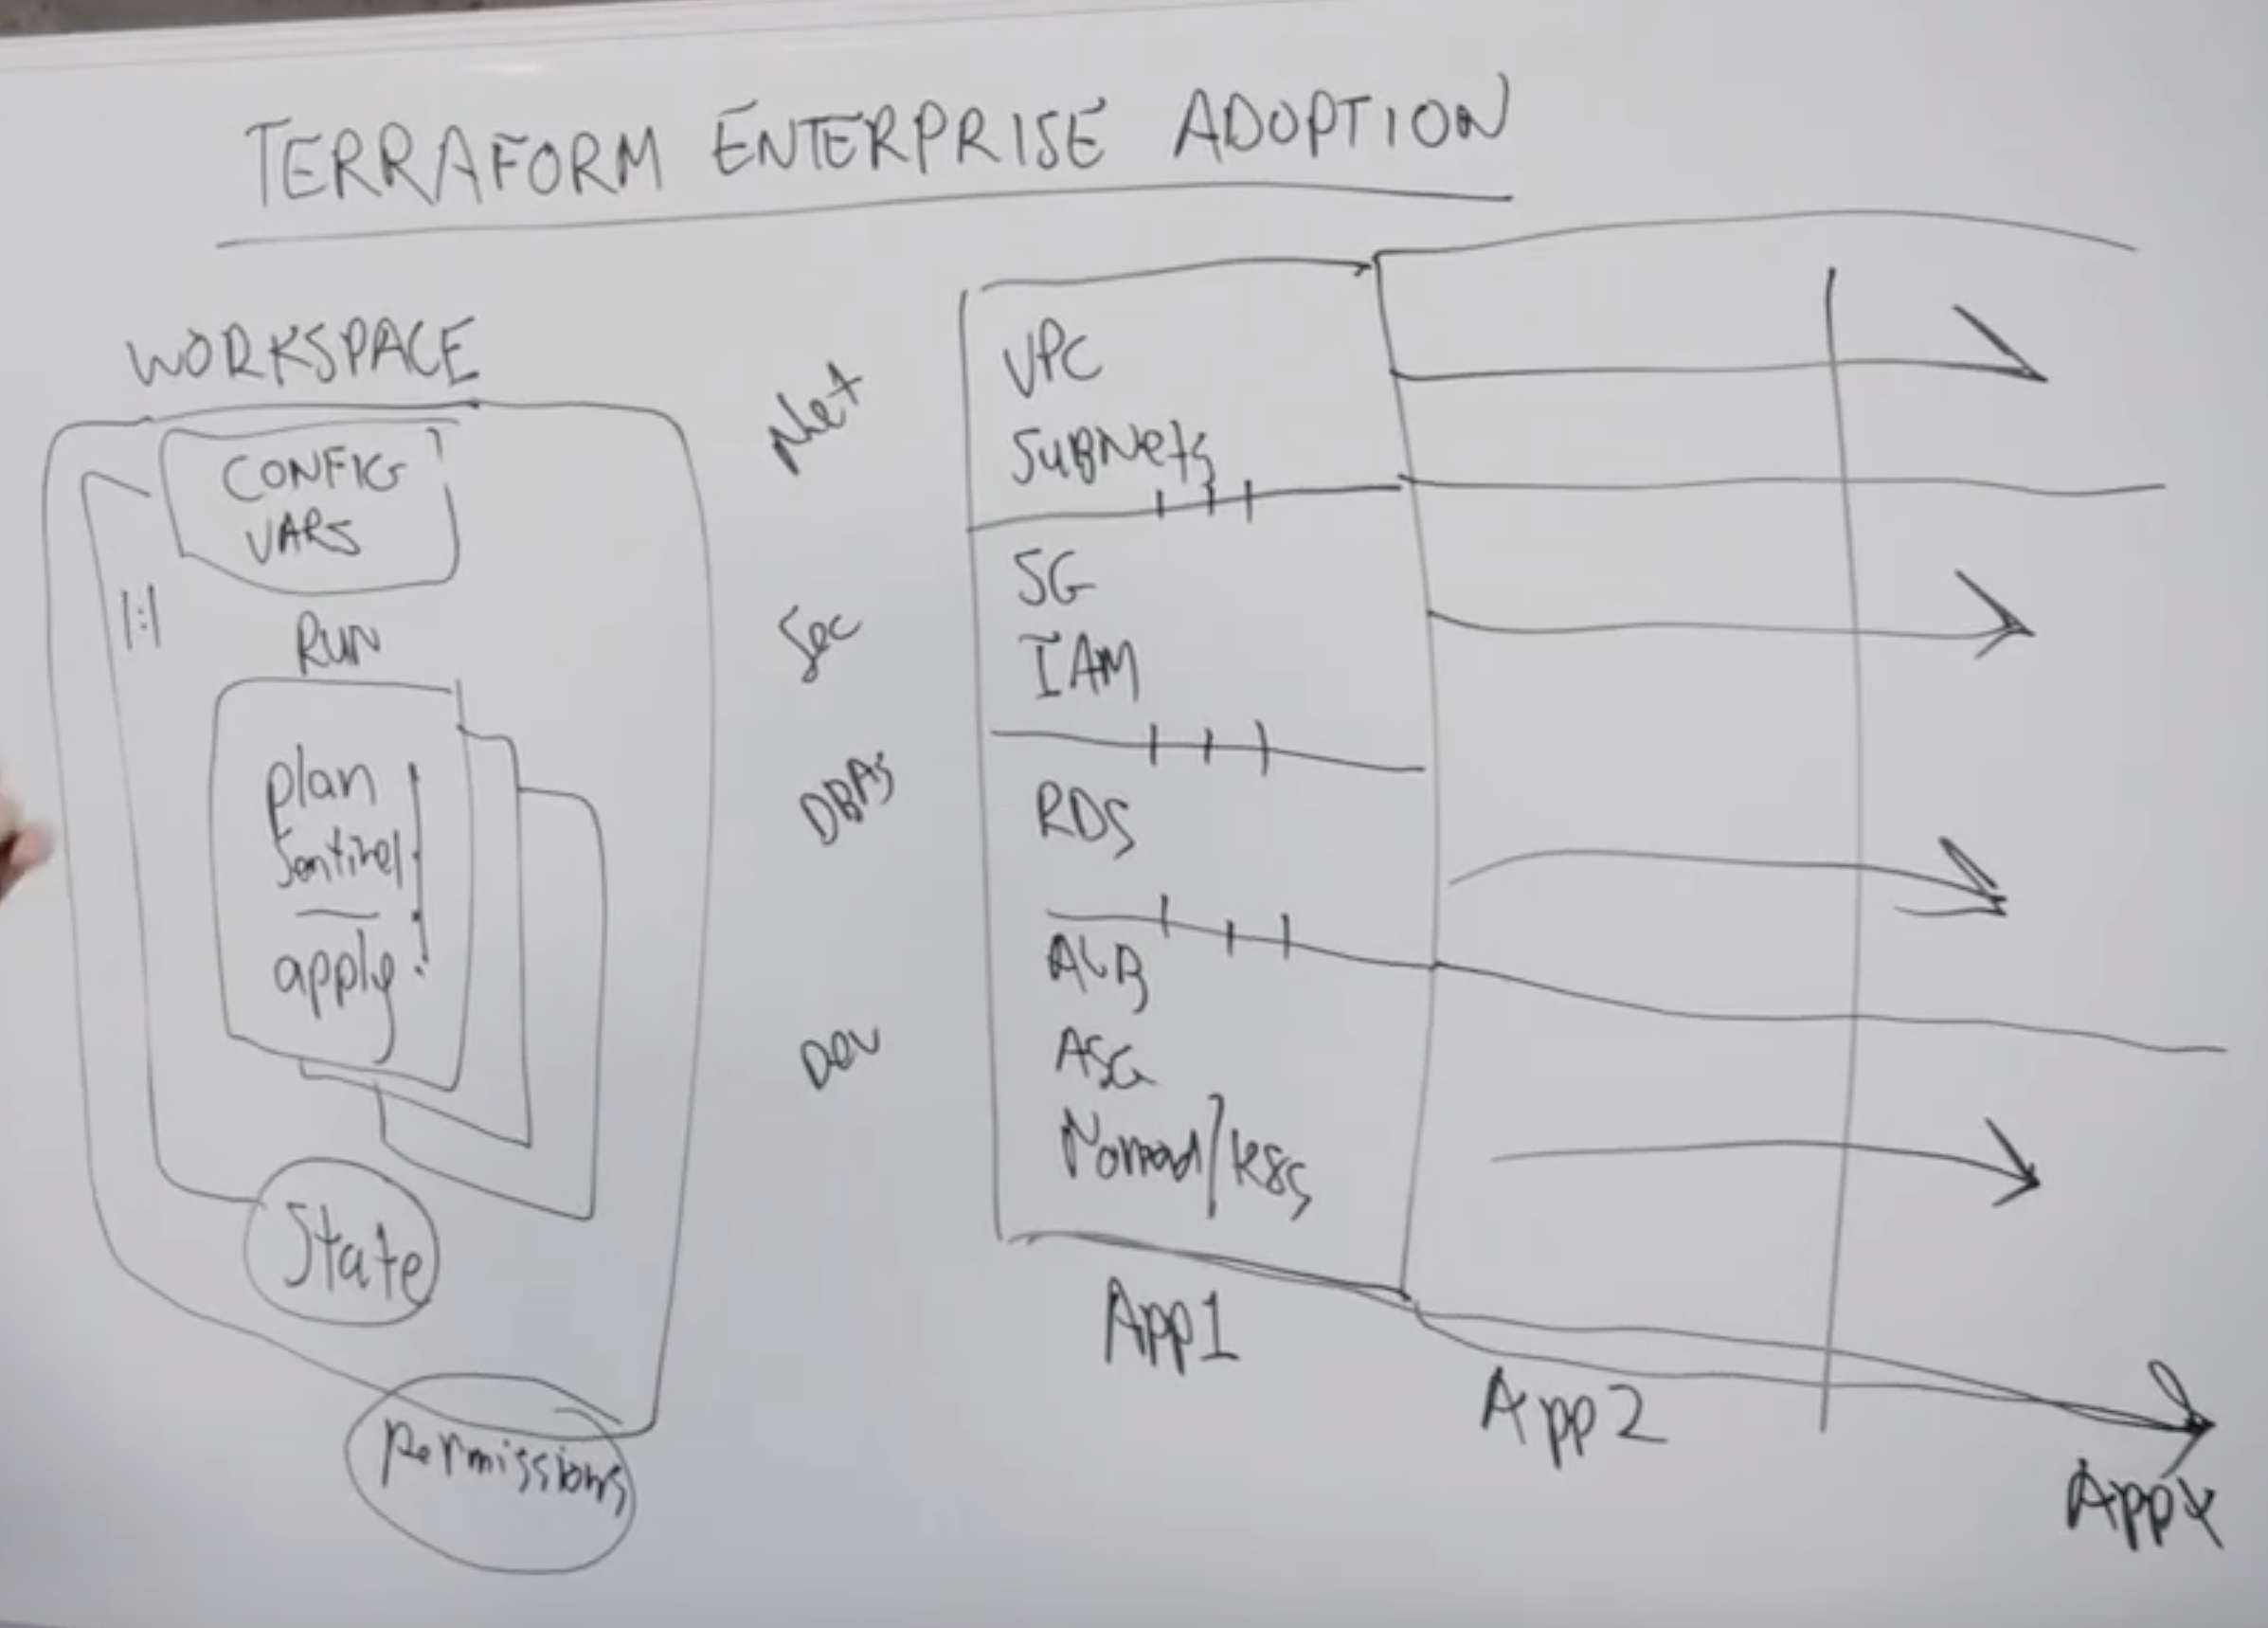 TERRAFORM ENTERPRISE ADOPTION
WORKSPACE
CONFIG
VARS
1:1
RUN
plan
Sentinel
apply
State
permissions
Net
Sec
DBAs
Dev
VPC
SUBNets
SG
IAM
RDS
ALB
ASG
Nomad/k8s
App1
App2